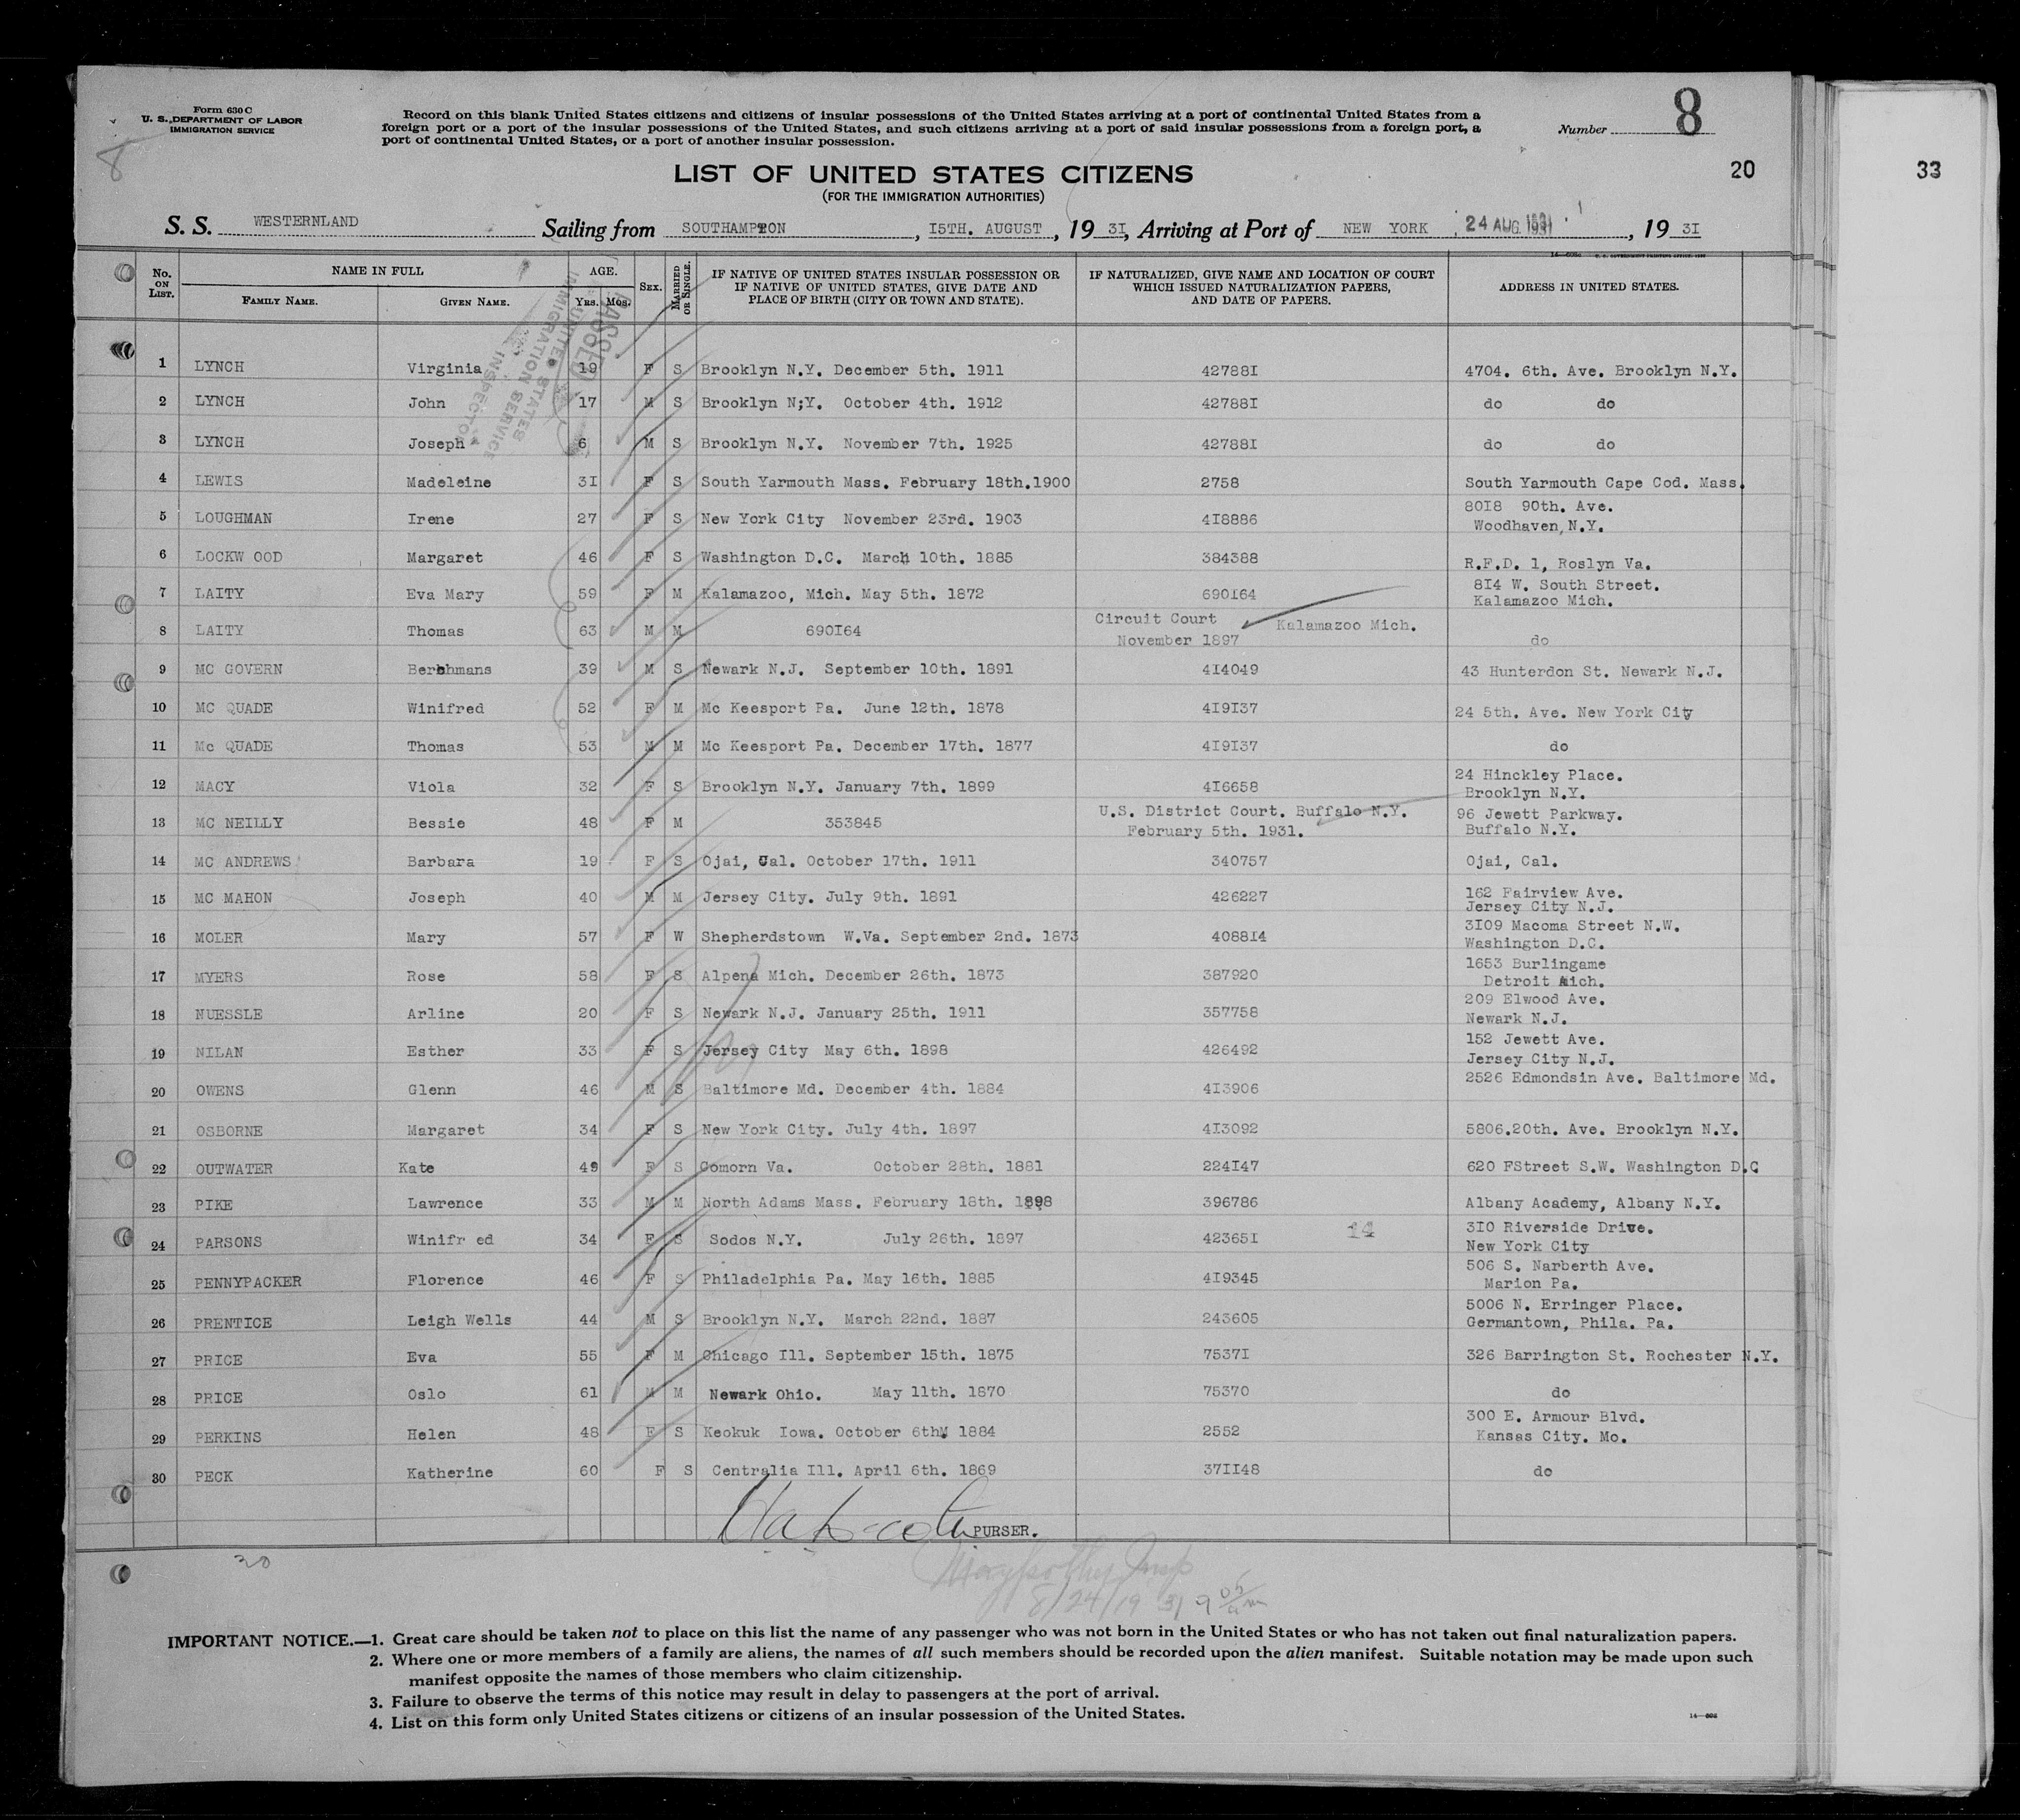 Form 630 C
U. S. DEPARTMENT OF LABOR
IMMIGRATION SERVICE
Record on this blank United States citizens and citizens of insular possessions of the United States arriving at a port of continental United States from a
foreign port or a port of the insular possessions of the United States, and such citizens arriving at a port of said insular possessions from a foreign port, a
port of continental United States, or a port of another insular possession.
Number 8
8
20
33
LIST OF UNITED STATES CITIZENS
(FOR THE IMMIGRATION AUTHORITIES)
S. S. WESTERNLAND Sailing from SOUTHAMPTON, I5TH. AUGUST, 19 3I, Arriving at Port of NEW YORK 24 AUG. 1931, 19 3I
No. ON LIST. NAME IN FULL FAMILY NAME. GIVEN NAME. AGE. YRS. MOS. SEX. MARRIED OR SINGLE. IF NATIVE OF UNITED STATES INSULAR POSSESSION OR IF NATIVE OF UNITED STATES, GIVE DATE AND PLACE OF BIRTH (CITY OR TOWN AND STATE). IF NATURALIZED, GIVE NAME AND LOCATION OF COURT WHICH ISSUED NATURALIZATION PAPERS, AND DATE OF PAPERS. ADDRESS IN UNITED STATES.
PASSED
UNITED STATES
IMMIGRATION SERVICE
INSPECTOR
1 LYNCH Virginia 19 F S Brooklyn N.Y. December 5th. 1911 42788I 4704. 6th. Ave. Brooklyn N.Y.
2 LYNCH John 17 M S Brooklyn N;Y. October 4th. 1912 42788I do do
3 LYNCH Joseph 6 M S Brooklyn N.Y. November 7th. 1925 42788I do do
4 LEWIS Madeleine 3I F S South Yarmouth Mass. February 18th.1900 2758 South Yarmouth Cape Cod. Mass.
5 LOUGHMAN Irene 27 F S New York City November 23rd. 1903 4I8886 80I8 90th. Ave.
Woodhaven, N.Y.
6 LOCKW OOD Margaret 46 F S Washington D.C. March 10th. 1885 384388 R.F.D. 1, Roslyn Va.
7 LAITY Eva Mary 59 F M Kalamazoo, Mich. May 5th. 1872 690I64 8I4 W. South Street.
Kalamazoo Mich.
8 LAITY Thomas 63 M M 690I64 Circuit Court Kalamazoo Mich.
November 1897 do
9 MC GOVERN Berchmans 39 M S Newark N.J. September 10th. 1891 4I4049 43 Hunterdon St. Newark N.J.
10 MC QUADE Winifred 52 F M Mc Keesport Pa. June 12th. 1878 4I9I37 24 5th. Ave. New York City
11 Mc QUADE Thomas 53 M M Mc Keesport Pa. December 17th. 1877 4I9I37 do
12 MACY Viola 32 F S Brooklyn N.Y. January 7th. 1899 4I6658 24 Hinckley Place.
Brooklyn N.Y.
13 MC NEILLY Bessie 48 F M 353845 U.S. District Court. Buffalo N.Y.
February 5th. 1931. 96 Jewett Parkway.
Buffalo N.Y.
14 MC ANDREWS Barbara 19 F S Ojai, Cal. October 17th. 1911 340757 Ojai, Cal.
15 MC MAHON Joseph 40 M M Jersey City. July 9th. 1891 426227 162 Fairview Ave.
Jersey City N.J.
16 MOLER Mary 57 F W Shepherdstown W.Va. September 2nd. 1873 4088I4 3I09 Macoma Street N.W.
Washington D.C.
17 MYERS Rose 58 F S Alpena Mich. December 26th. 1873 387920 1653 Burlingame
Detroit Mich.
18 NUESSLE Arline 20 F S Newark N.J. January 25th. 1911 357758 209 Elwood Ave.
Newark N.J.
19 NILAN Esther 33 F S Jersey City May 6th. 1898 426492 152 Jewett Ave.
Jersey City N.J.
20 OWENS Glenn 46 M S Baltimore Md. December 4th. 1884 4I3906 2526 Edmondsin Ave. Baltimore Md.
21 OSBORNE Margaret 34 F S New York City. July 4th. 1897 4I3092 5806.20th. Ave. Brooklyn N.Y.
22 OUTWATER Kate 49 F S Comorn Va. October 28th. 1881 224I47 620 FStreet S.W. Washington D.C
23 PIKE Lawrence 33 M M North Adams Mass. February 18th. 1898 396786 Albany Academy, Albany N.Y.
24 PARSONS Winifr ed 34 F S Sodos N.Y. July 26th. 1897 42365I 14 3I0 Riverside Drive.
New York City
25 PENNYPACKER Florence 46 F S Philadelphia Pa. May 16th. 1885 4I9345 506 S. Narberth Ave.
Marion Pa.
26 PRENTICE Leigh Wells 44 M S Brooklyn N.Y. March 22nd. 1887 243605 5006 N. Erringer Place.
Germantown, Phila. Pa.
27 PRICE Eva 55 F M Chicago Ill. September 15th. 1875 7537I 326 Barrington St. Rochester N.Y.
28 PRICE Oslo 61 M M Newark Ohio. May 11th. 1870 75370 do
29 PERKINS Helen 48 F S Keokuk Iowa. October 6th. 1884 2552 300 E. Armour Blvd.
Kansas City. Mo.
30 PECK Katherine 60 F S Centralia Ill. April 6th. 1869 37II48 do
PURSER.
30
8/24/19 31 9 05 am
IMPORTANT NOTICE.—1. Great care should be taken not to place on this list the name of any passenger who was not born in the United States or who has not taken out final naturalization papers.
2. Where one or more members of a family are aliens, the names of all such members should be recorded upon the alien manifest. Suitable notation may be made upon such
manifest opposite the names of those members who claim citizenship.
3. Failure to observe the terms of this notice may result in delay to passengers at the port of arrival.
4. List on this form only United States citizens or citizens of an insular possession of the United States.